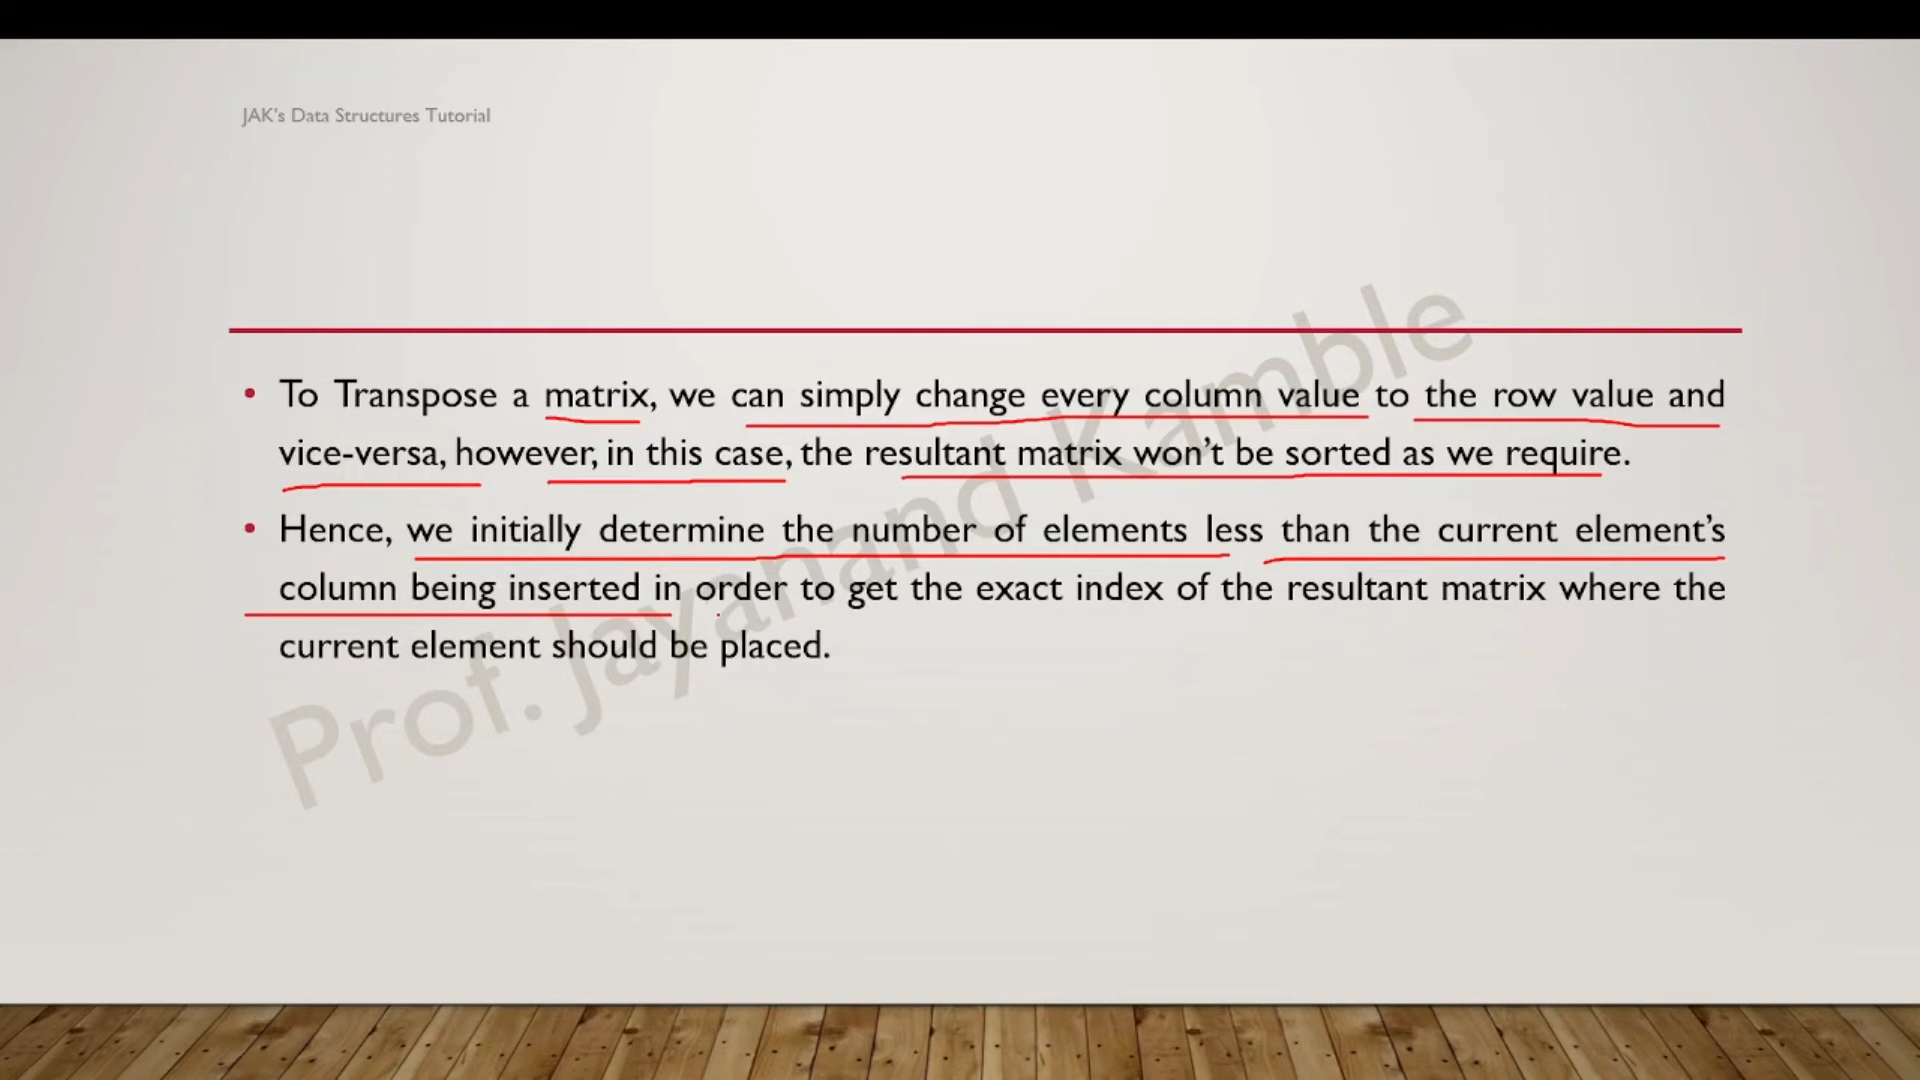 JAK's Data Structures Tutorial
• To Transpose a matrix, we can simply change every column value to the row value and
vice-versa, however, in this case, the resultant matrix won't be sorted as we require.
• Hence, we initially determine the number of elements less than the current element's
column being inserted in order to get the exact index of the resultant matrix where the
current element should be placed.
Prof. Jayanand Kamble